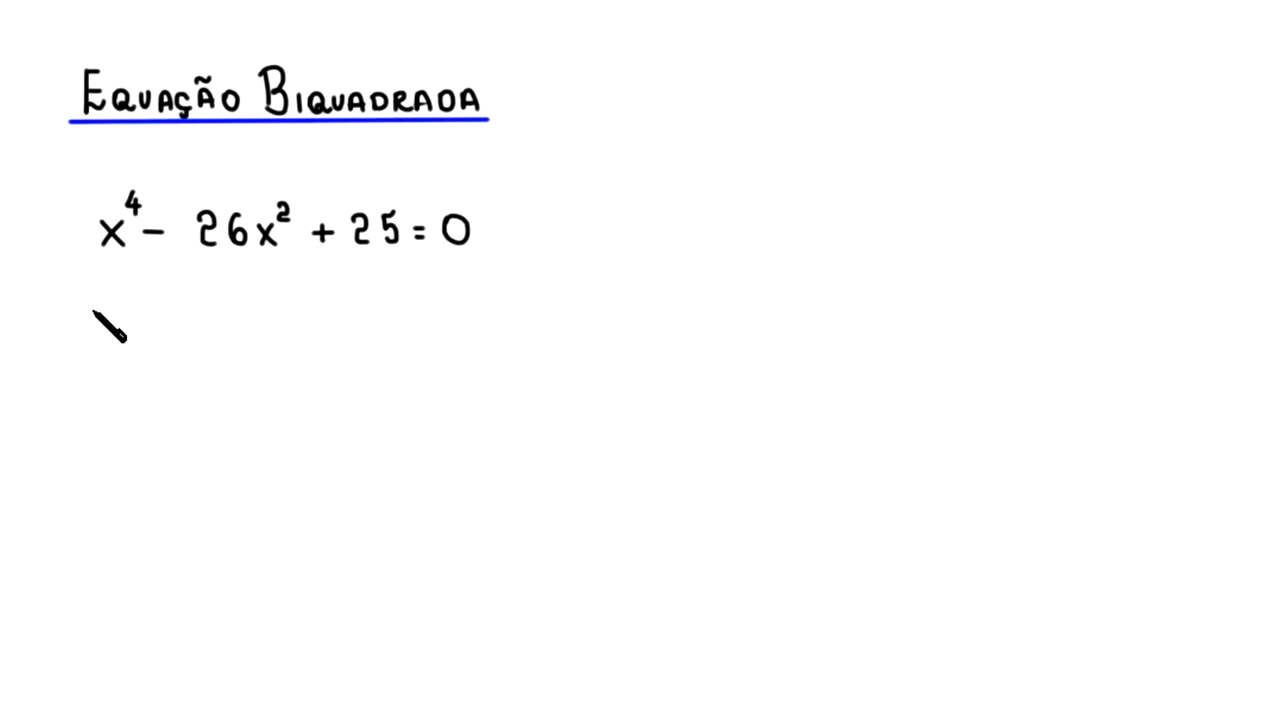 EQUAÇÃO BIQUADRADA
x⁴ - 26x² + 25 = 0